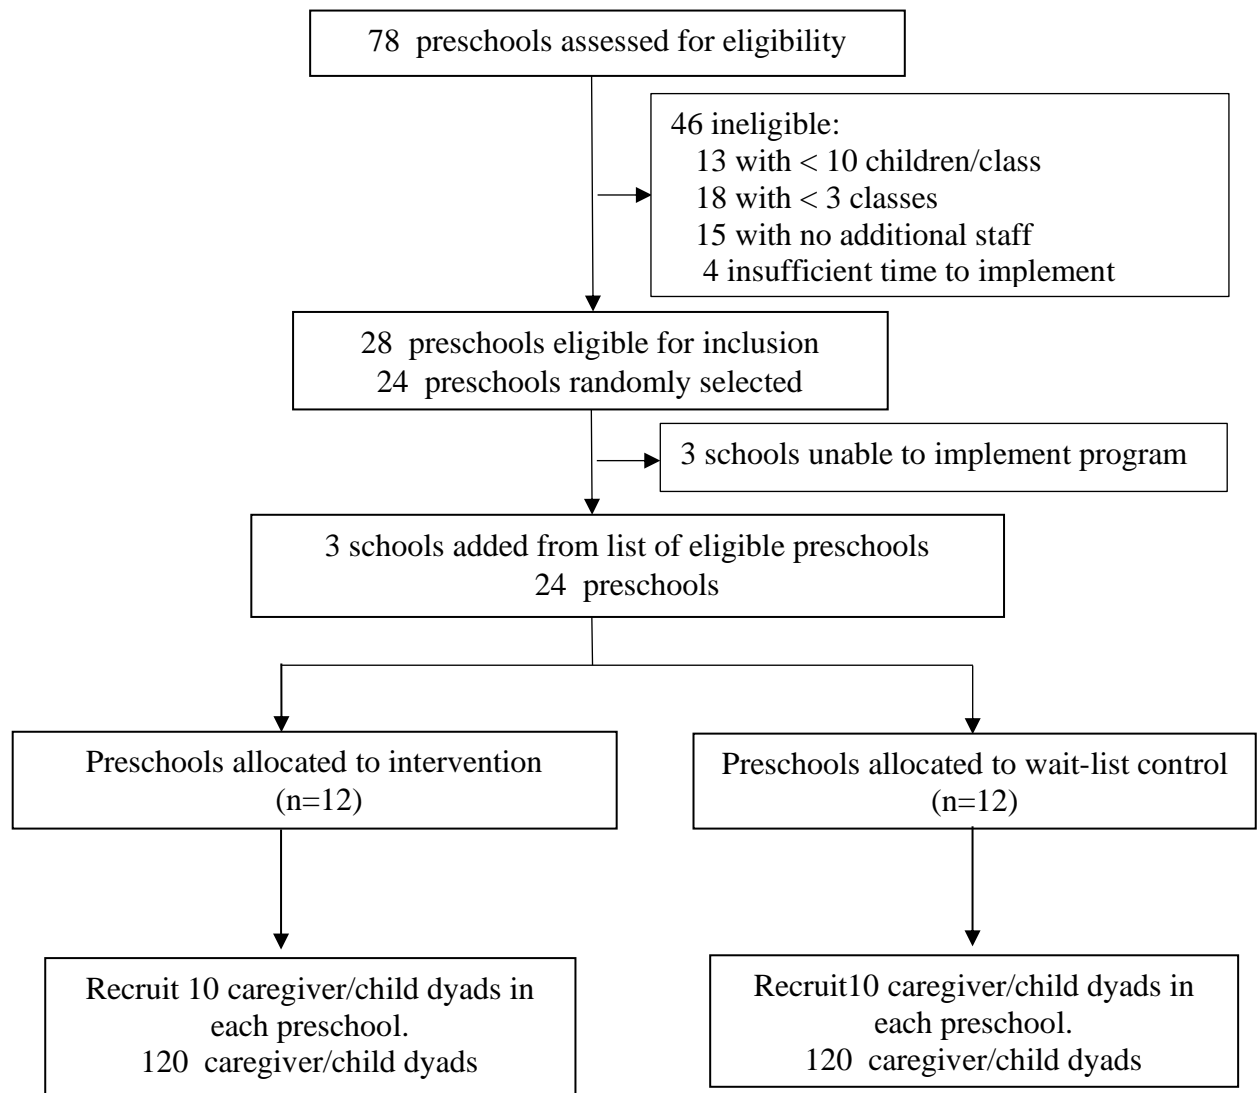 78 preschools assessed for eligibility
46 ineligible:
13 with < 10 children/class
18 with < 3 classes
15 with no additional staff
4 insufficient time to implement
28 preschools eligible for inclusion
24 preschools randomly selected
3 schools unable to implement program
3 schools added from list of eligible preschools
24 preschools
Preschools allocated to intervention
(n=12)
Preschools allocated to wait-list control
(n=12)
Recruit 10 caregiver/child dyads in
each preschool.
120 caregiver/child dyads
Recruit10 caregiver/child dyads in
each preschool.
120 caregiver/child dyads